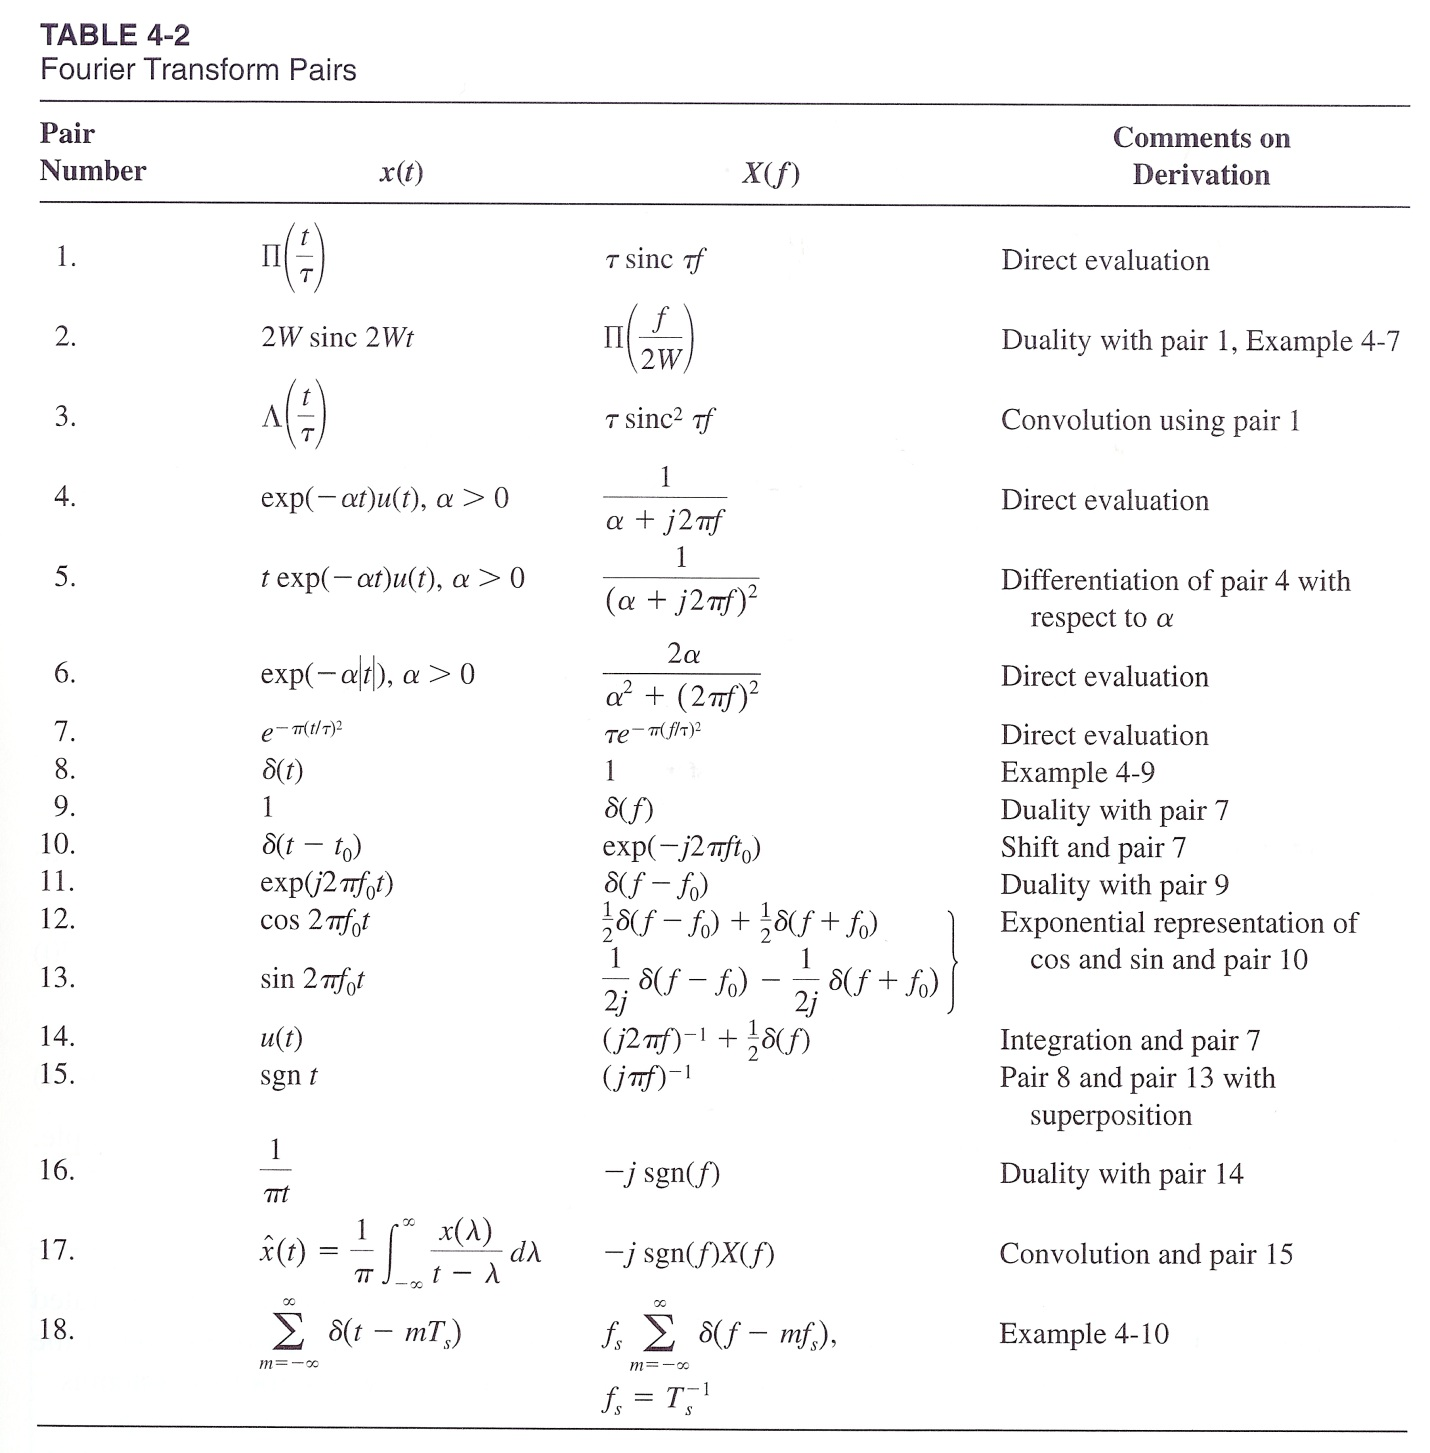 TABLE 4-2
Fourier Transform Pairs
Pair Number x(t) X(f) Comments on Derivation
1. Π(t/τ) τ sinc τf Direct evaluation
2. 2W sinc 2Wt Π(f/2W) Duality with pair 1, Example 4-7
3. Λ(t/τ) τ sinc² τf Convolution using pair 1
4. exp(−αt)u(t), α > 0 1/(α + j2πf) Direct evaluation
5. t exp(−αt)u(t), α > 0 1/(α + j2πf)² Differentiation of pair 4 with
respect to α
6. exp(−α|t|), α > 0 2α/(α² + (2πf)²) Direct evaluation
7. e^−π(t/τ)² τe^−π(f/τ)² Direct evaluation
8. δ(t) 1 Example 4-9
9. 1 δ(f) Duality with pair 7
10. δ(t − t₀) exp(−j2πft₀) Shift and pair 7
11. exp(j2πf₀t) δ(f − f₀) Duality with pair 9
12. cos 2πf₀t ½δ(f − f₀) + ½δ(f + f₀) Exponential representation of
cos and sin and pair 10
13. sin 2πf₀t 1/2j δ(f − f₀) − 1/2j δ(f + f₀)
14. u(t) (j2πf)⁻¹ + ½δ(f) Integration and pair 7
15. sgn t (jπf)⁻¹ Pair 8 and pair 13 with
superposition
16. 1/πt −j sgn(f) Duality with pair 14
17. x̂(t) = 1/π ∫_−∞^∞ x(λ)/(t − λ) dλ −j sgn(f)X(f) Convolution and pair 15
18. ∑_{m=−∞}^∞ δ(t − mTₛ) fₛ ∑_{m=−∞}^∞ δ(f − mfₛ), Example 4-10
fₛ = Tₛ⁻¹